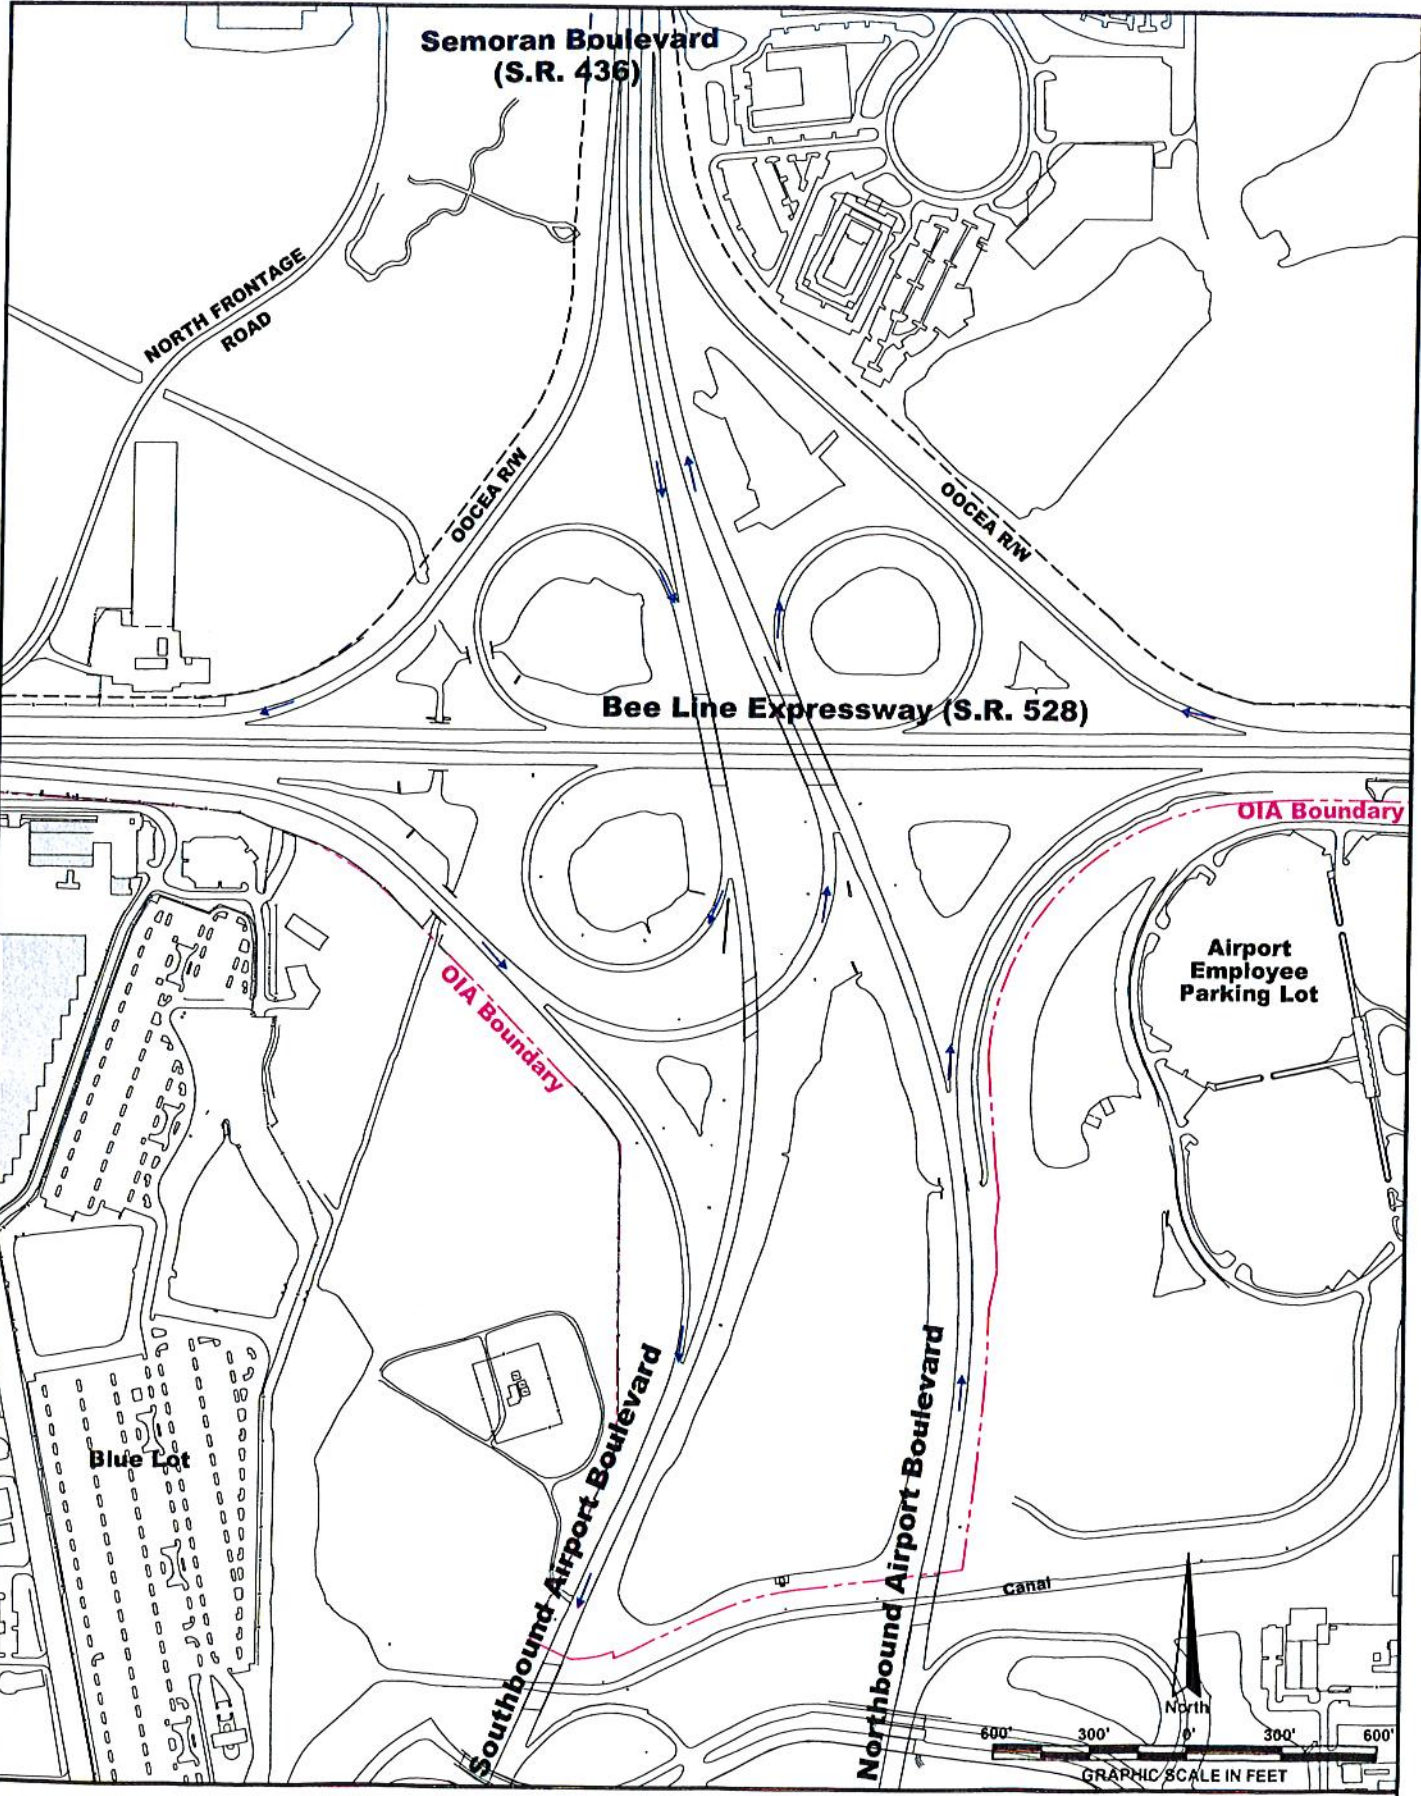 Semoran Boulevard
(S.R. 436)
NORTH FRONTAGE
ROAD
OOCEA R/W
OOCEA R/W
Bee Line Expressway (S.R. 528)
OIA Boundary
Airport
Employee
Parking Lot
OIA Boundary
Southbound Airport Boulevard
Northbound Airport Boulevard
Blue Lot
Canal
North
600' 300' 0' 300' 600'
GRAPHIC SCALE IN FEET